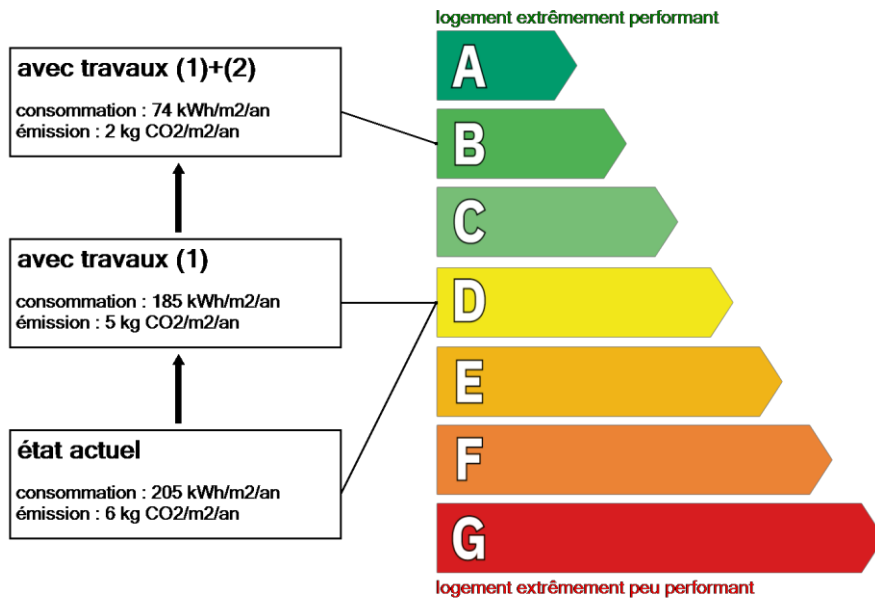 logement extrêmement performant
avec travaux (1)+(2)
consommation : 74 kWh/m2/an
émission : 2 kg CO2/m2/an
avec travaux (1)
consommation : 185 kWh/m2/an
émission : 5 kg CO2/m2/an
état actuel
consommation : 205 kWh/m2/an
émission : 6 kg CO2/m2/an
A
B
C
D
E
F
G
logement extrêmement peu performant